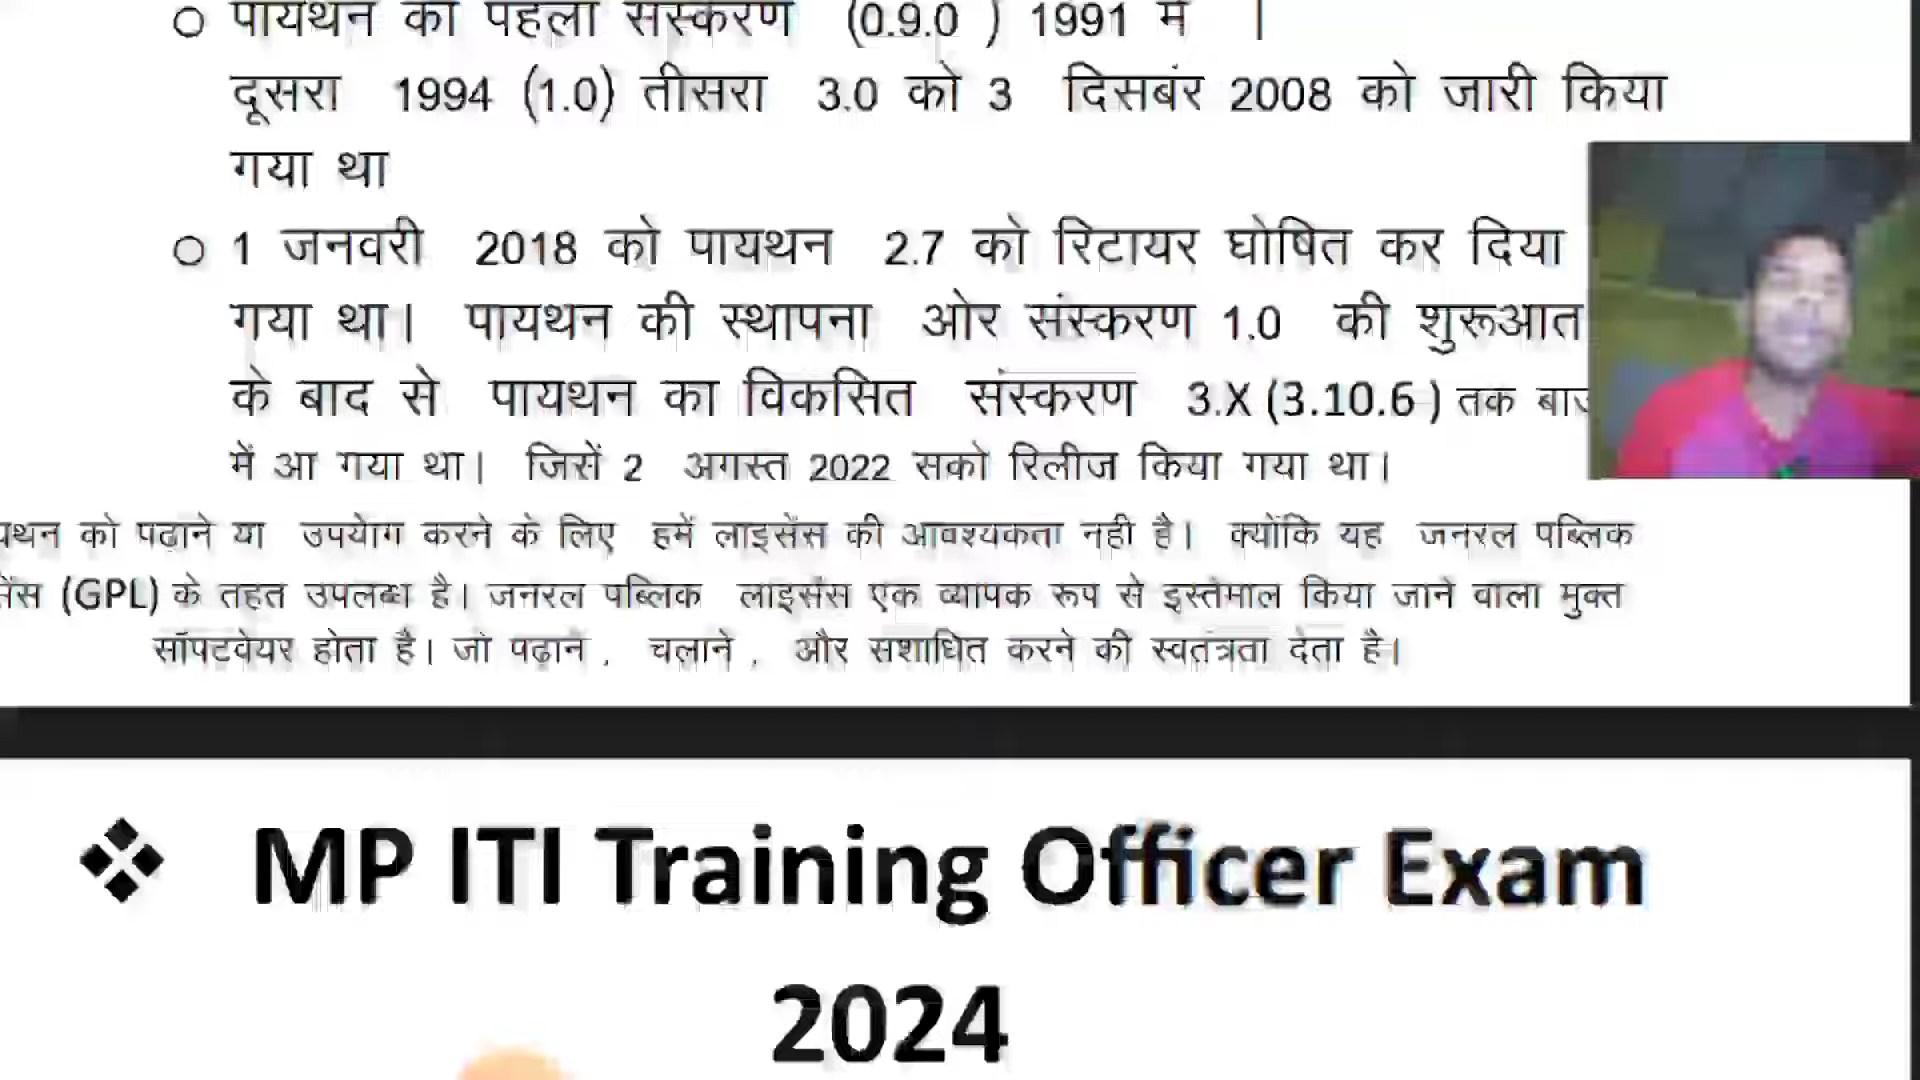 पायथन का पहला संस्करण (0.9.0 ) 1991 में |
दूसरा 1994 (1.0) तीसरा 3.0 को 3 दिसबंर 2008 को जारी किया
गया था
1 जनवरी 2018 को पायथन 2.7 को रिटायर घोषित कर दिया
गया था। पायथन की स्थापना ओर संस्करण 1.0 की शुरूआत
के बाद से पायथन का विकसित संस्करण 3.X (3.10.6 ) तक
में आ गया था। जिसें 2 अगस्त 2022 सको रिलीज किया गया था।
को पढाने या उपयेाग करने के लिए हमें लाइसेंस की आवश्यकता नही है। क्योंकि यह जनरल पब्लिक
(GPL) के तहत उपलब्ध है। जनरल पब्लिक लाइसेंस एक व्यापक रूप से इस्तेमाल किया जाने वाला मुक्त
सॉपटवेयर होता है। जो पढ़ाने , चलाने , और सशाधित करने की स्वतंत्रता देता है।
❖ MP ITI Training Officer Exam
2024